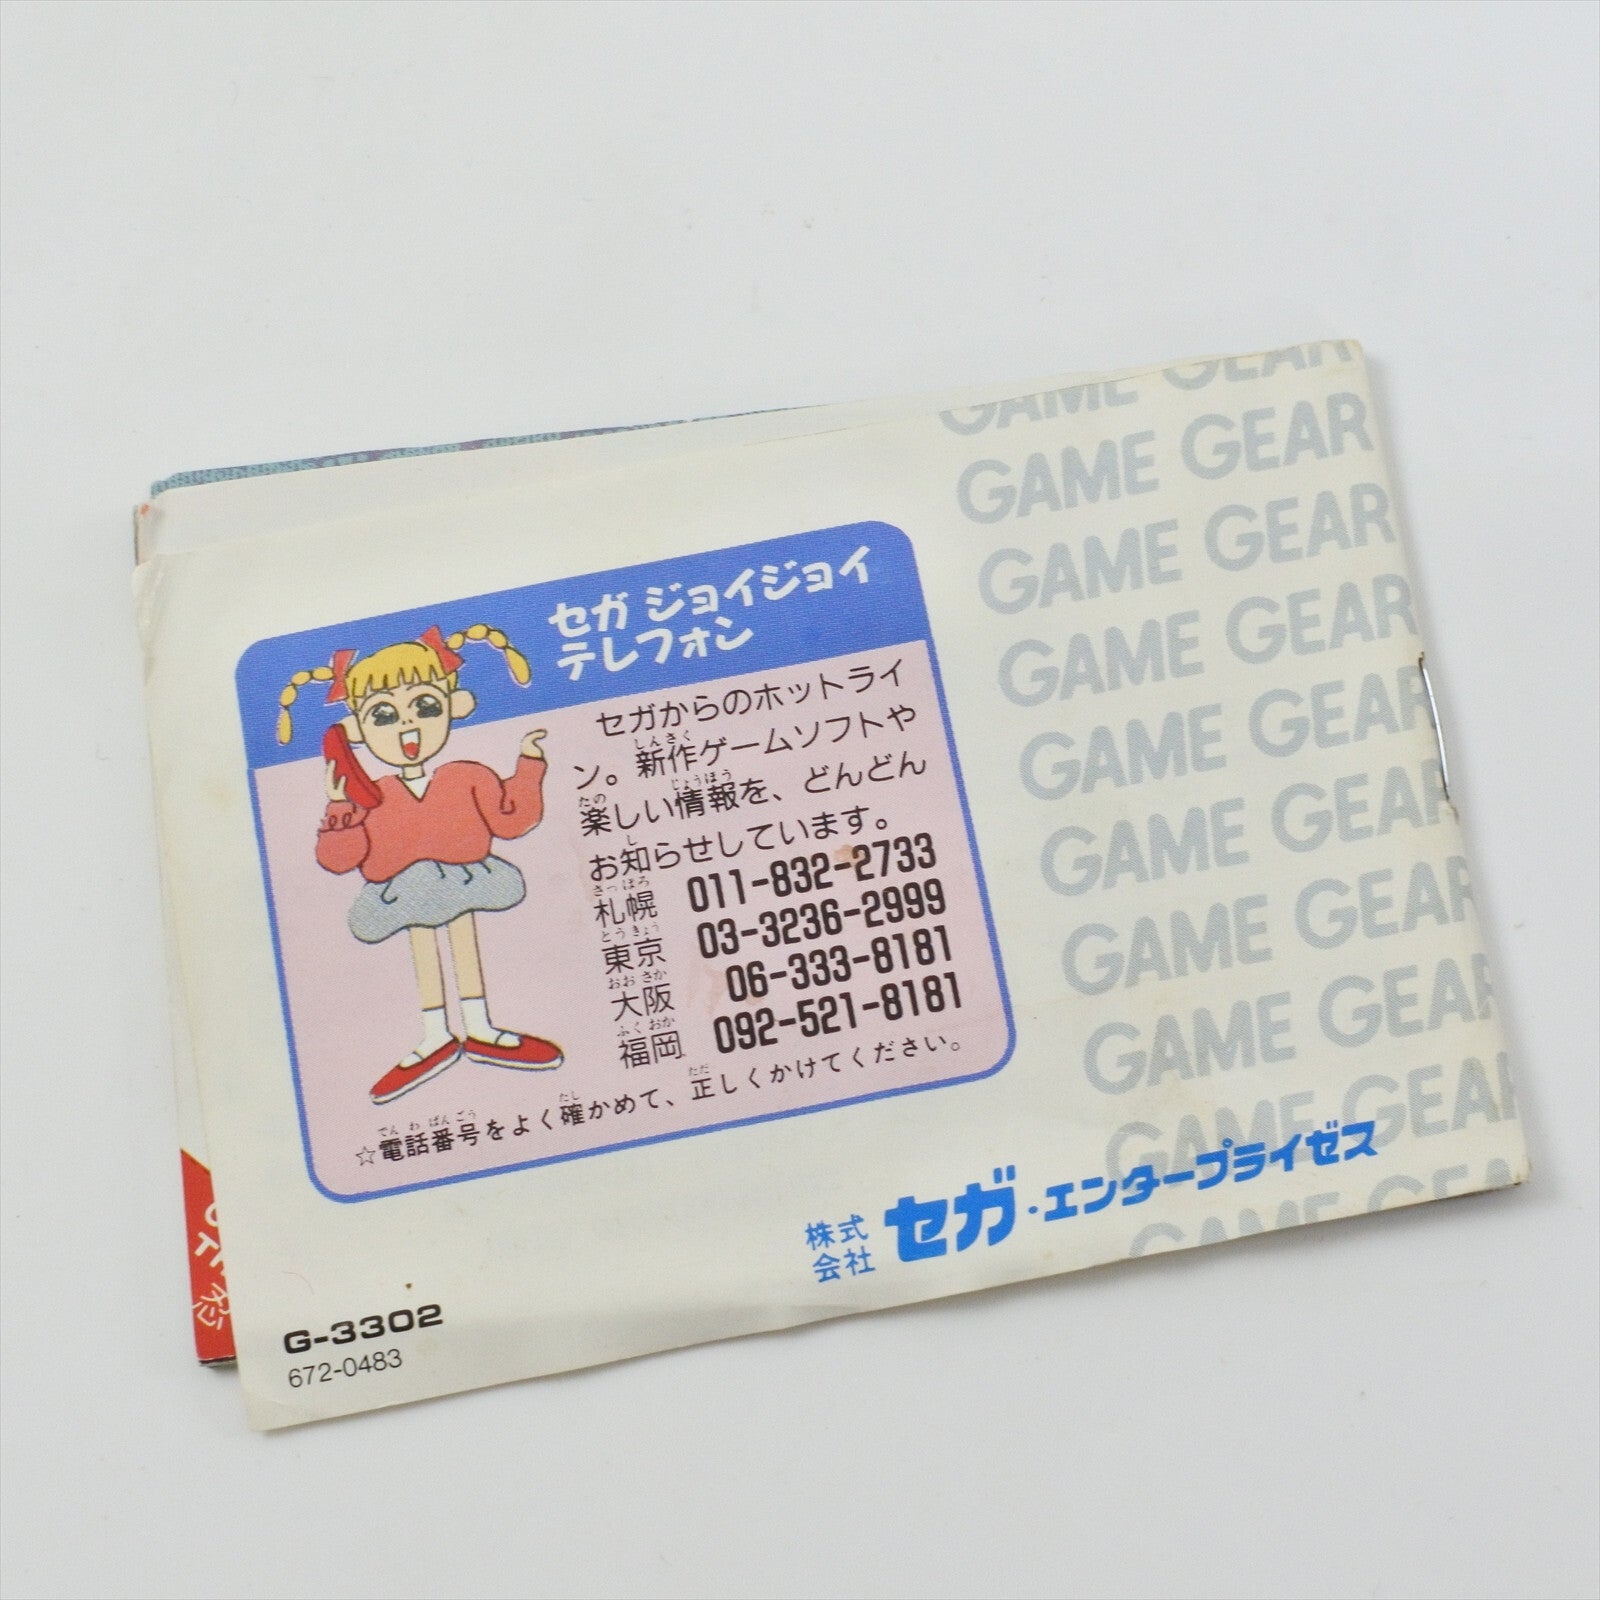 セガ ジョイジョイ
テレフォン
セガからのホットライ
ン。新作ゲームソフトや
楽しい情報を、どんどん
お知らせしています。
札幌 011-832-2733
東京 03-3236-2999
大阪 06-333-8181
福岡 092-521-8181
☆電話番号をよく確かめて、正しくかけてください。
GAME GEAR
GAME GEAR
GAME GEAR
GAME GEAR
GAME GEAR
GAME GEAR
GAME GEAR
GAME GEAR
GAME GEAR
GAME GEAR
株式会社 セガ・エンタープライゼス
G-3302
672-0483